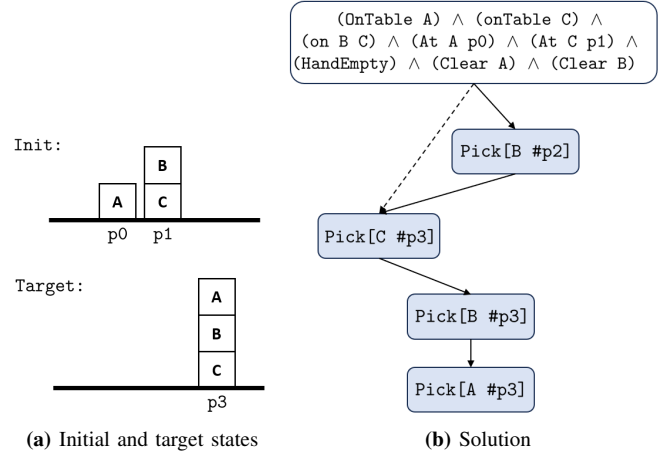 Init:
B
A C
p0 p1
Target:
A
B
C
p3
(a) Initial and target states
(OnTable A) ∧ (onTable C) ∧
(on B C) ∧ (At A p0) ∧ (At C p1) ∧
(HandEmpty) ∧ (Clear A) ∧ (Clear B)
Pick[B #p2]
Pick[C #p3]
Pick[B #p3]
Pick[A #p3]
(b) Solution